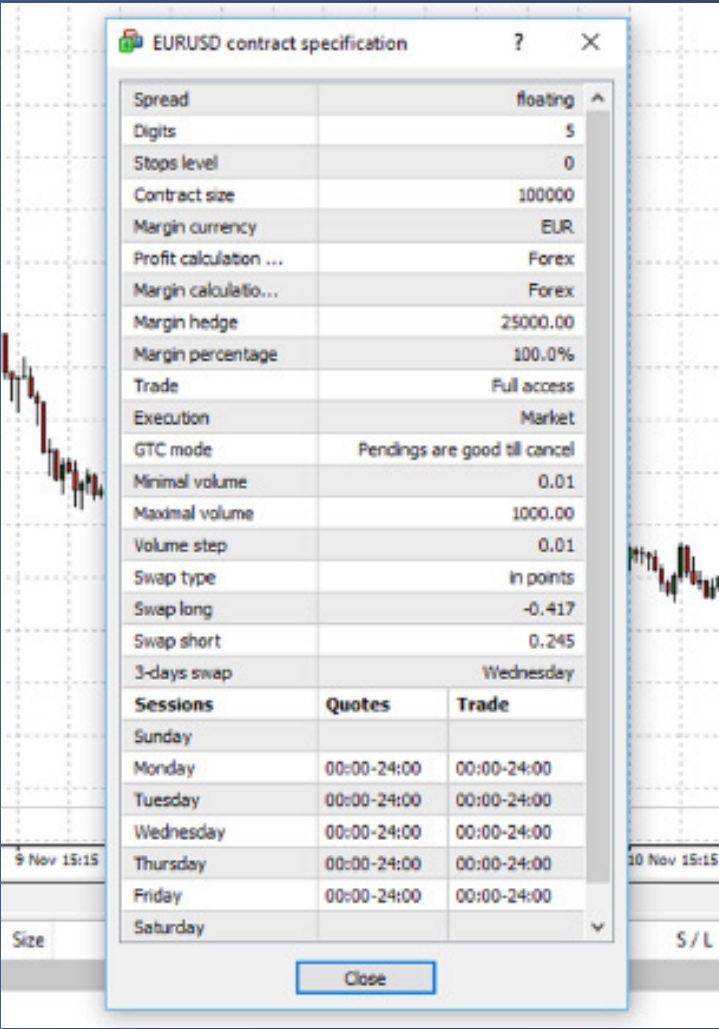 EURUSD contract specification ?
Spread floating
Digits 5
Stops level 0
Contract size 100000
Margin currency EUR
Profit calculation ... Forex
Margin calculatio... Forex
Margin hedge 25000.00
Margin percentage 100.0%
Trade Full access
Execution Market
GTC mode Pendings are good till cancel
Minimal volume 0.01
Maximal volume 1000.00
Volume step 0.01
Swap type in points
Swap long -0.417
Swap short 0.245
3-days swap Wednesday
Sessions Quotes Trade
Sunday
Monday 00:00-24:00 00:00-24:00
Tuesday 00:00-24:00 00:00-24:00
Wednesday 00:00-24:00 00:00-24:00
9 Nov 15:15 Thursday 00:00-24:00 00:00-24:00 10 Nov 15:15
Friday 00:00-24:00 00:00-24:00
Saturday
Size S / L
Close